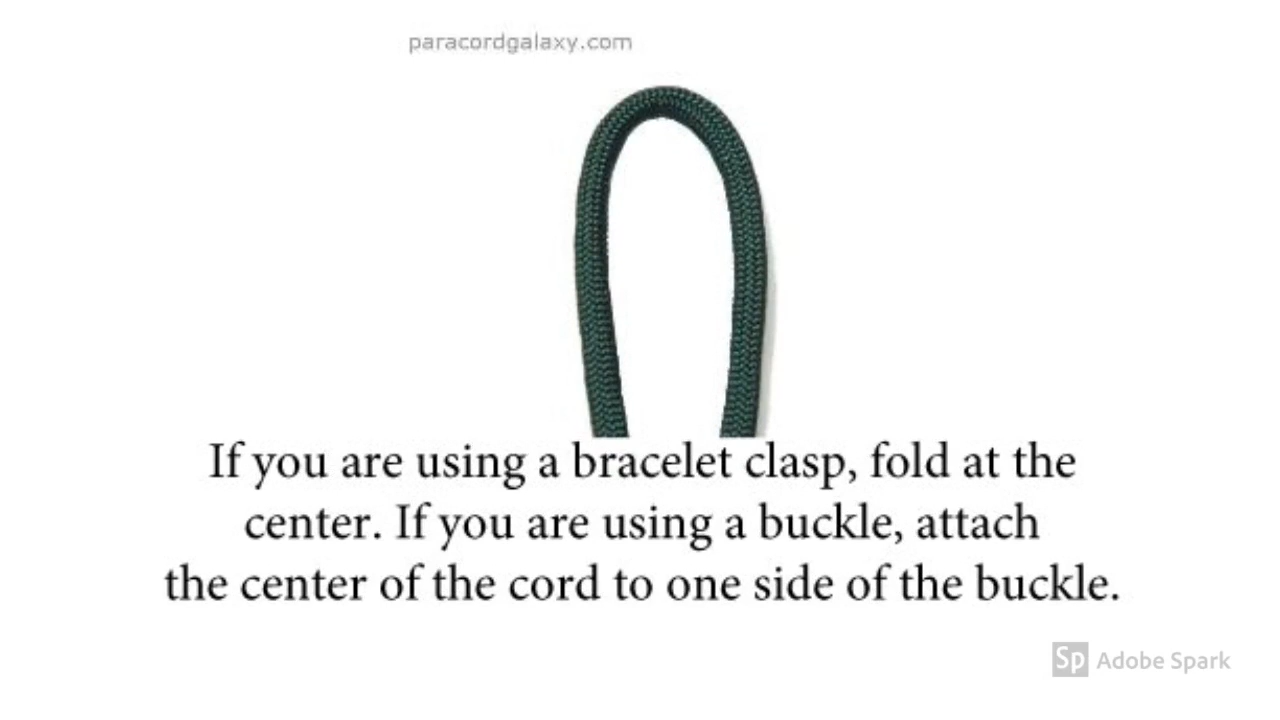 paracordgalaxy.com
If you are using a bracelet clasp, fold at the
center. If you are using a buckle, attach
the center of the cord to one side of the buckle.
Sp Adobe Spark